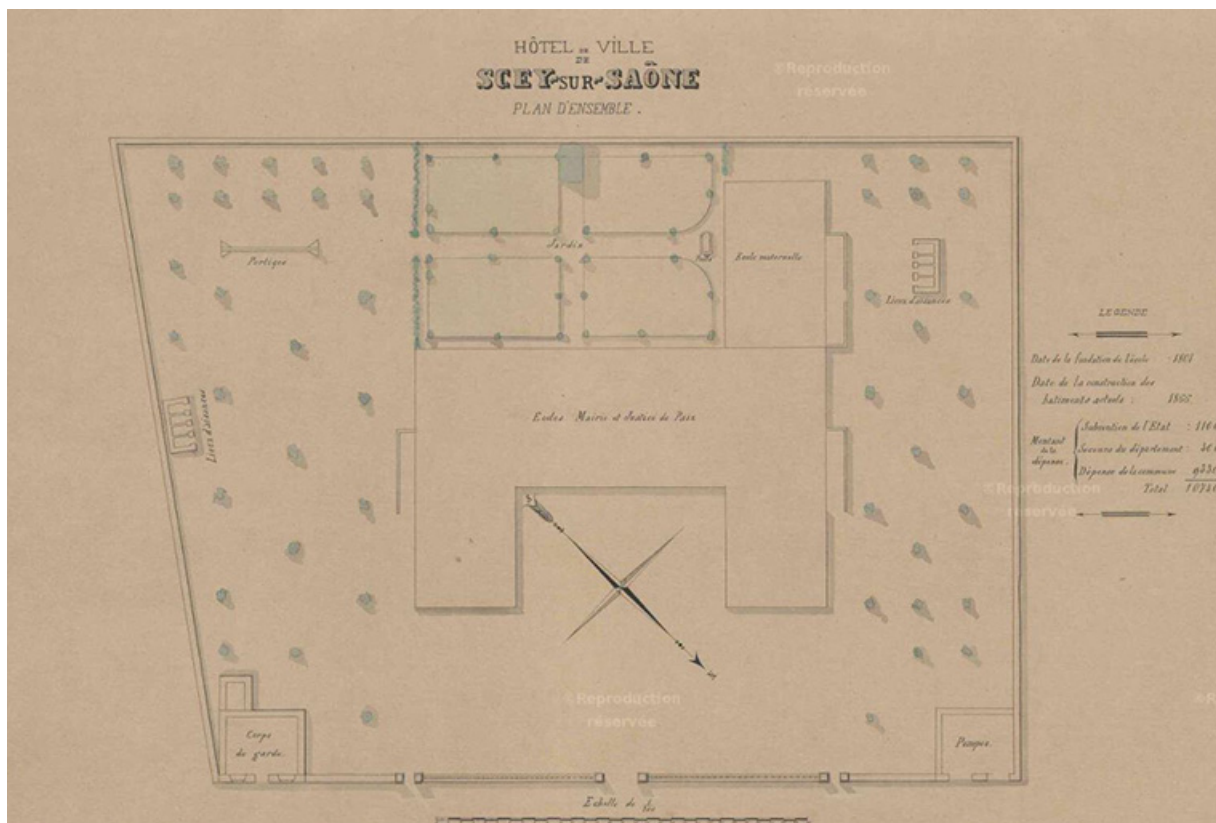 HÔTEL DE VILLE
DE
SCEY-SUR-SAÔNE
PLAN D'ENSEMBLE.
©Reproduction
réservée
Portique
Jardin
Ecole maternelle
Lieux d'aisances
LEGENDE
Date de la fondation de l'école :
Date de la construction des
batiments actuels :
Montant
de la
dépense.
Subvention de l'Etat :
Secours du département :
Dépense de la commune
Total
Lieux d'aisances
Ecoles Mairie et Justice de Paix
©Reproduction
réservée
©Reproduction
réservée
©R
Corps
de garde.
Pompes.
Echelle de